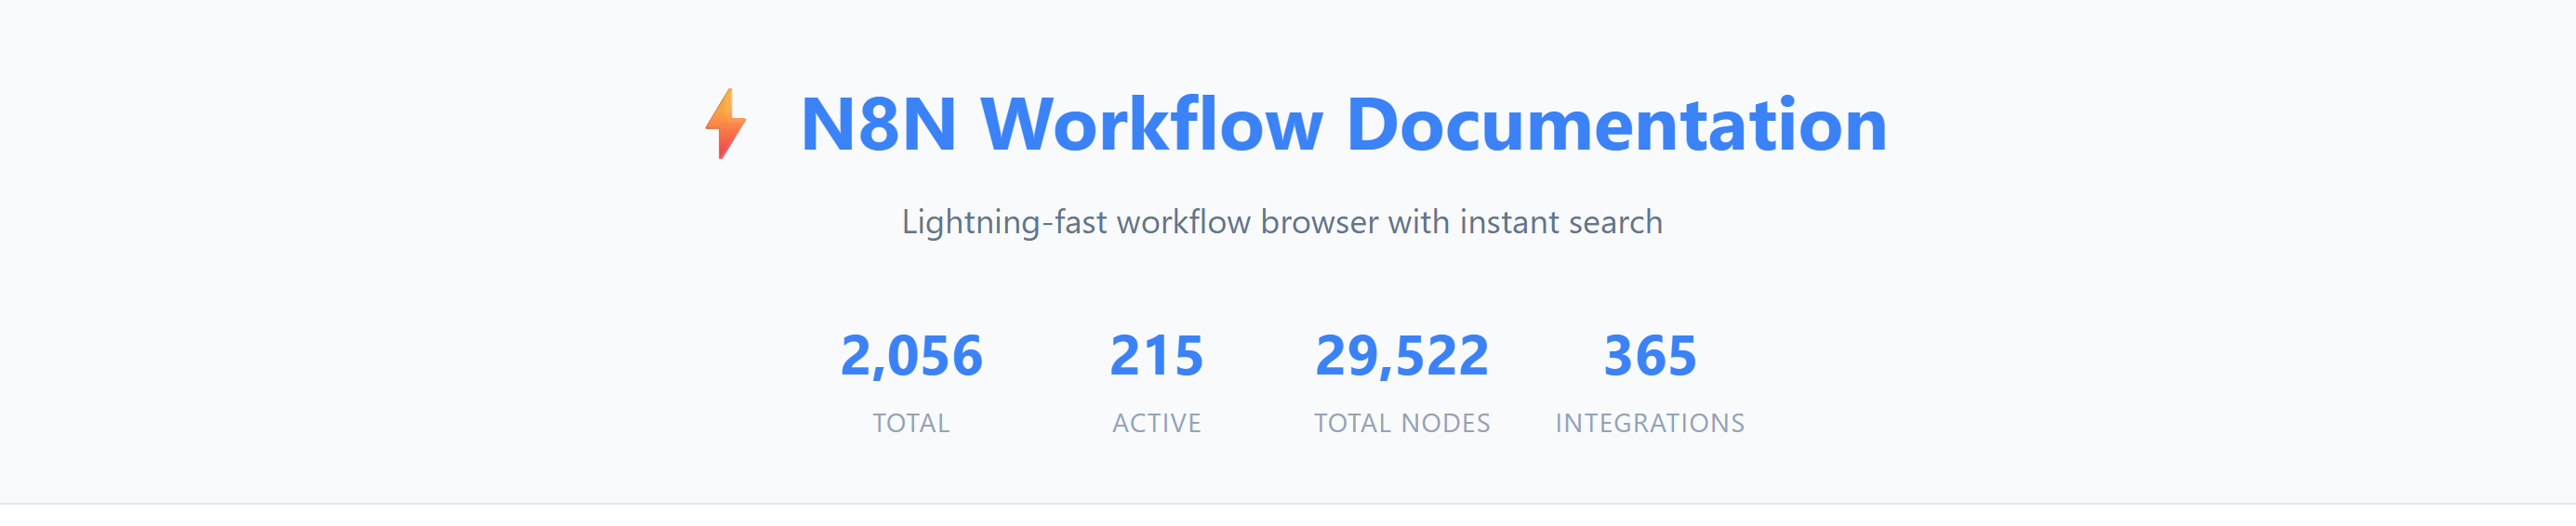 ⚡ N8N Workflow Documentation
Lightning-fast workflow browser with instant search
2,056 215 29,522 365
TOTAL ACTIVE TOTAL NODES INTEGRATIONS